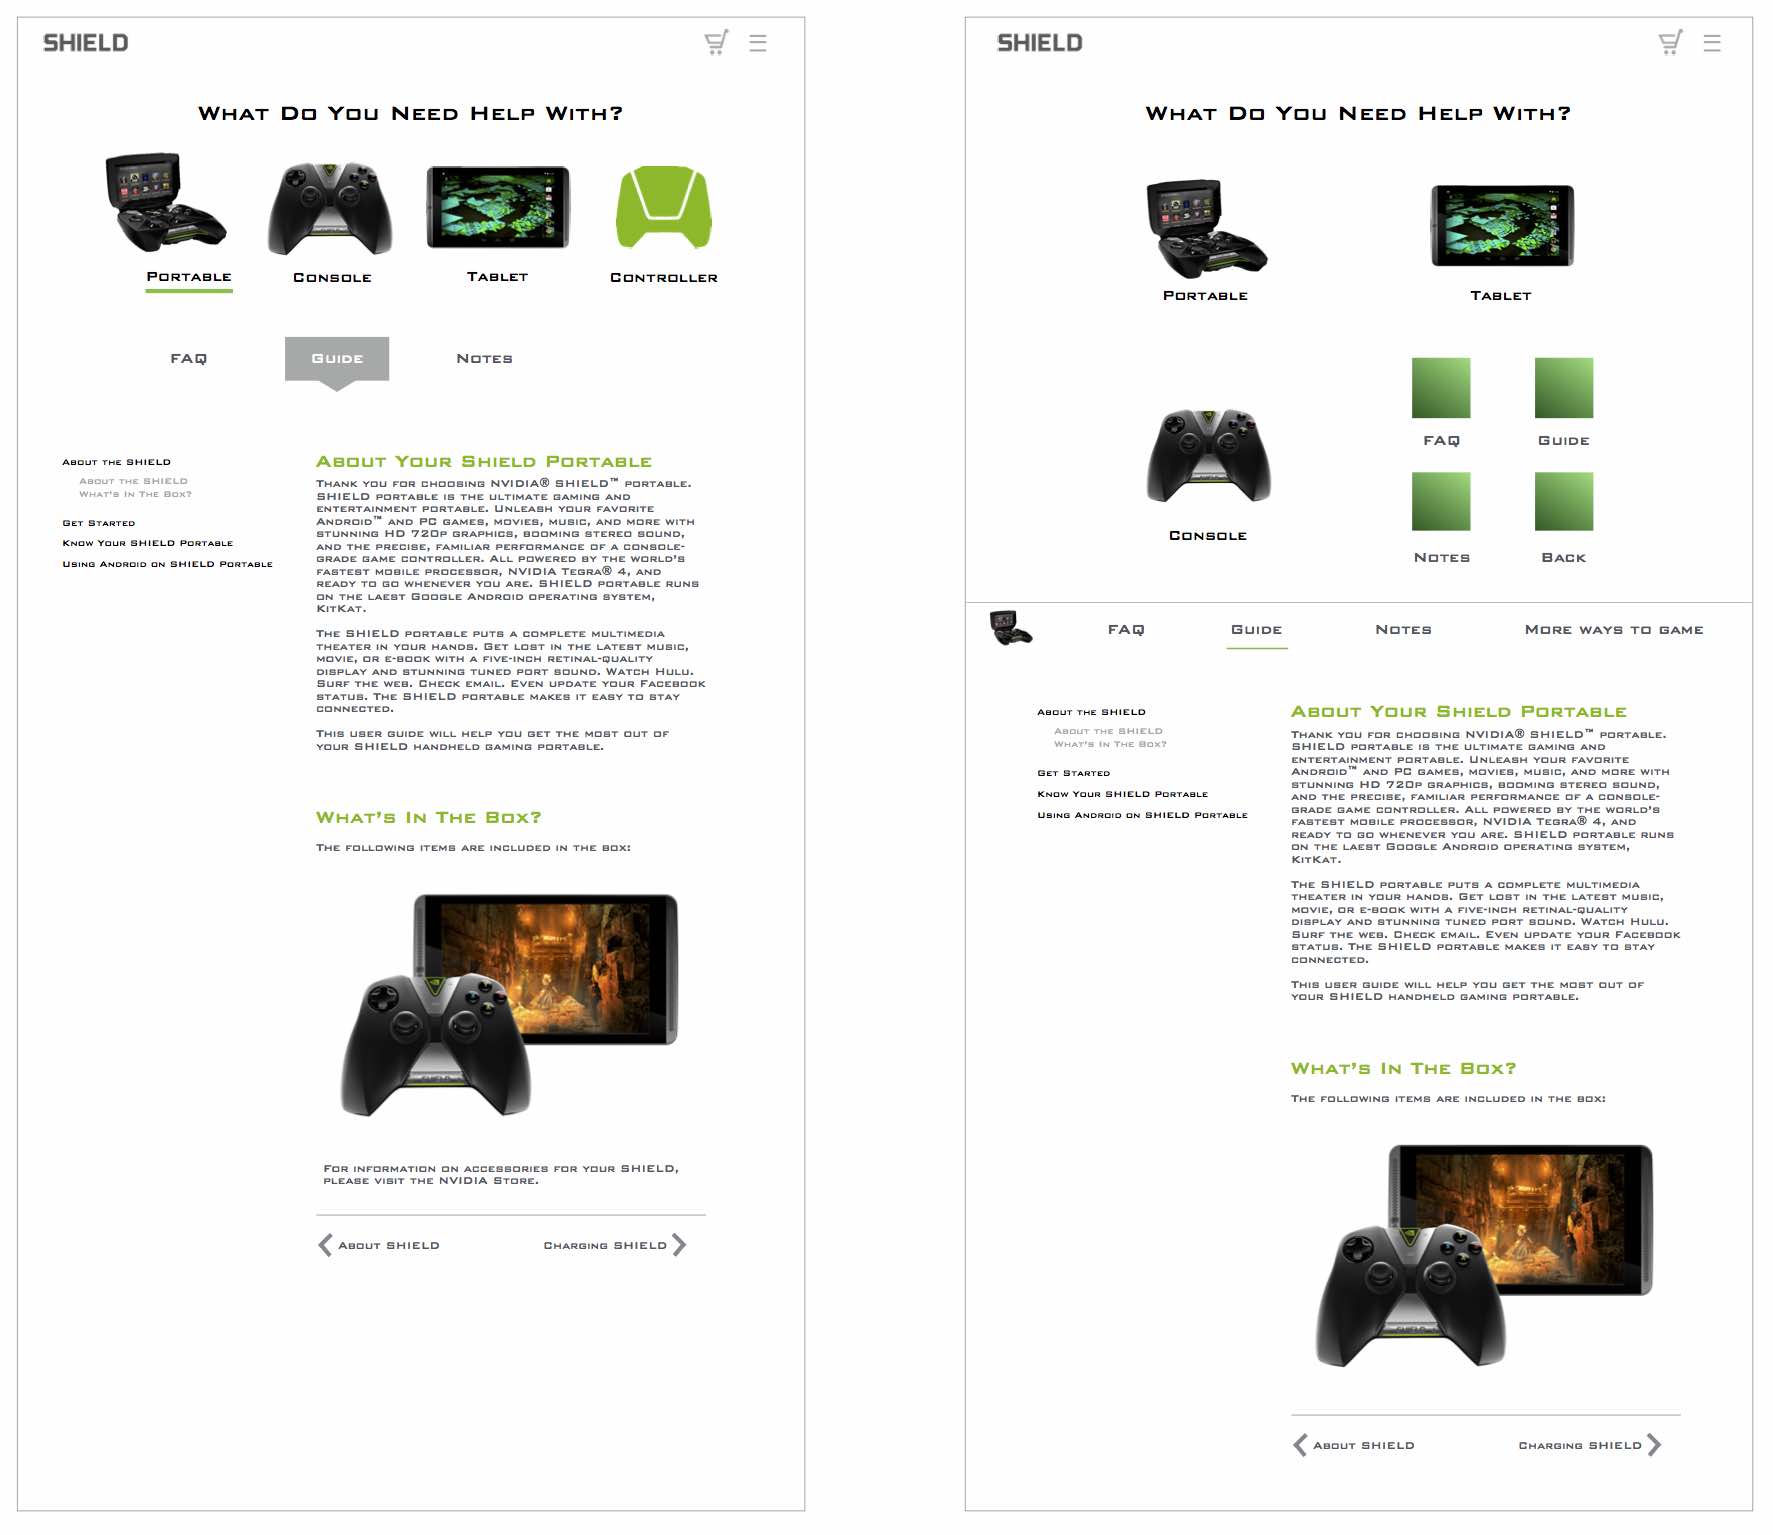 SHIELD
What Do You Need Help With?
Portable
Console
Tablet
Controller
FAQ
Guide
Notes
About the SHIELD
About the SHIELD
What's In The Box?
Get Started
Know Your SHIELD Portable
Using Android on SHIELD Portable
About Your Shield Portable
Thank you for choosing NVIDIA® SHIELD™ portable.
SHIELD portable is the ultimate gaming and
entertainment portable. Unleash your favorite
Android™ and PC games, movies, music, and more with
stunning HD 720p graphics, booming stereo sound,
and the precise, familiar performance of a console-
grade game controller. All powered by the world's
fastest mobile processor, NVIDIA Tegra® 4, and
ready to go whenever you are. SHIELD portable runs
on the laest Google Android operating system,
KitKat.
The SHIELD portable puts a complete multimedia
theater in your hands. Get lost in the latest music,
movie, or e-book with a five-inch retinal-quality
display and stunning tuned port sound. Watch Hulu.
Surf the web. Check email. Even update your Facebook
status. The SHIELD portable makes it easy to stay
connected.
This user guide will help you get the most out of
your SHIELD handheld gaming portable.
What's In The Box?
The following items are included in the box:
SHIELD
For information on accessories for your SHIELD,
please visit the NVIDIA Store.
About SHIELD
Charging SHIELD
SHIELD
What Do You Need Help With?
Portable
Tablet
Console
FAQ
Guide
Notes
Back
FAQ
Guide
Notes
More ways to game
About the SHIELD
About the SHIELD
What's In The Box?
Get Started
Know Your SHIELD Portable
Using Android on SHIELD Portable
About Your Shield Portable
Thank you for choosing NVIDIA® SHIELD™ portable.
SHIELD portable is the ultimate gaming and
entertainment portable. Unleash your favorite
Android™ and PC games, movies, music, and more with
stunning HD 720p graphics, booming stereo sound,
and the precise, familiar performance of a console-
grade game controller. All powered by the world's
fastest mobile processor, NVIDIA Tegra® 4, and
ready to go whenever you are. SHIELD portable runs
on the laest Google Android operating system,
KitKat.
The SHIELD portable puts a complete multimedia
theater in your hands. Get lost in the latest music,
movie, or e-book with a five-inch retinal-quality
display and stunning tuned port sound. Watch Hulu.
Surf the web. Check email. Even update your Facebook
status. The SHIELD portable makes it easy to stay
connected.
This user guide will help you get the most out of
your SHIELD handheld gaming portable.
What's In The Box?
The following items are included in the box:
SHIELD
About SHIELD
Charging SHIELD